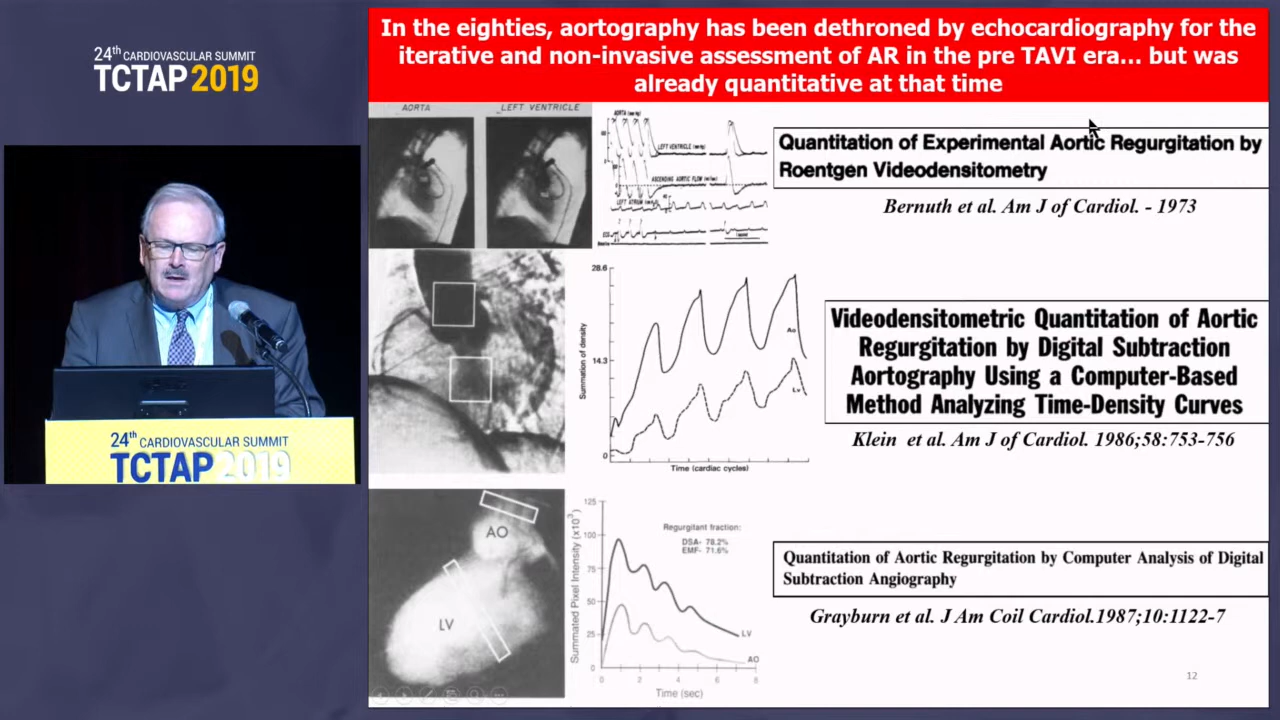 24th CARDIOVASCULAR SUMMIT
TCTAP 2019
In the eighties, aortography has been dethroned by echocardiography for the
iterative and non-invasive assessment of AR in the pre TAVI era... but was
already quantitative at that time
AORTA
LEFT VENTRICLE
AORTA (mm Hg)
LEFT VENTRICLE (mm Hg)
ASCENDING AORTIC FLOW
LEFT ATRIUM
ECG
Quantitation of Experimental Aortic Regurgitation by
Roentgen Videodensitometry
Bernuth et al. Am J of Cardiol. - 1973
28.6
14.3
0
Summation of density
Ao
Lv
Time (cardiac cycles)
Videodensitometric Quantitation of Aortic
Regurgitation by Digital Subtraction
Aortography Using a Computer-Based
Method Analyzing Time-Density Curves
Klein et al. Am J of Cardiol. 1986;58:753-756
AO
LV
Summated Pixel Intensity (x10³)
125
100
75
50
25
0
Regurgitant fraction:
DSA- 78.2%
EMF- 71.6%
LV
AO
0 2 4 6 8
Time (sec)
Quantitation of Aortic Regurgitation by Computer Analysis of Digital
Subtraction Angiography
Grayburn et al. J Am Coil Cardiol.1987;10:1122-7
12
24th CARDIOVASCULAR SUMMIT
TCTAP 2019